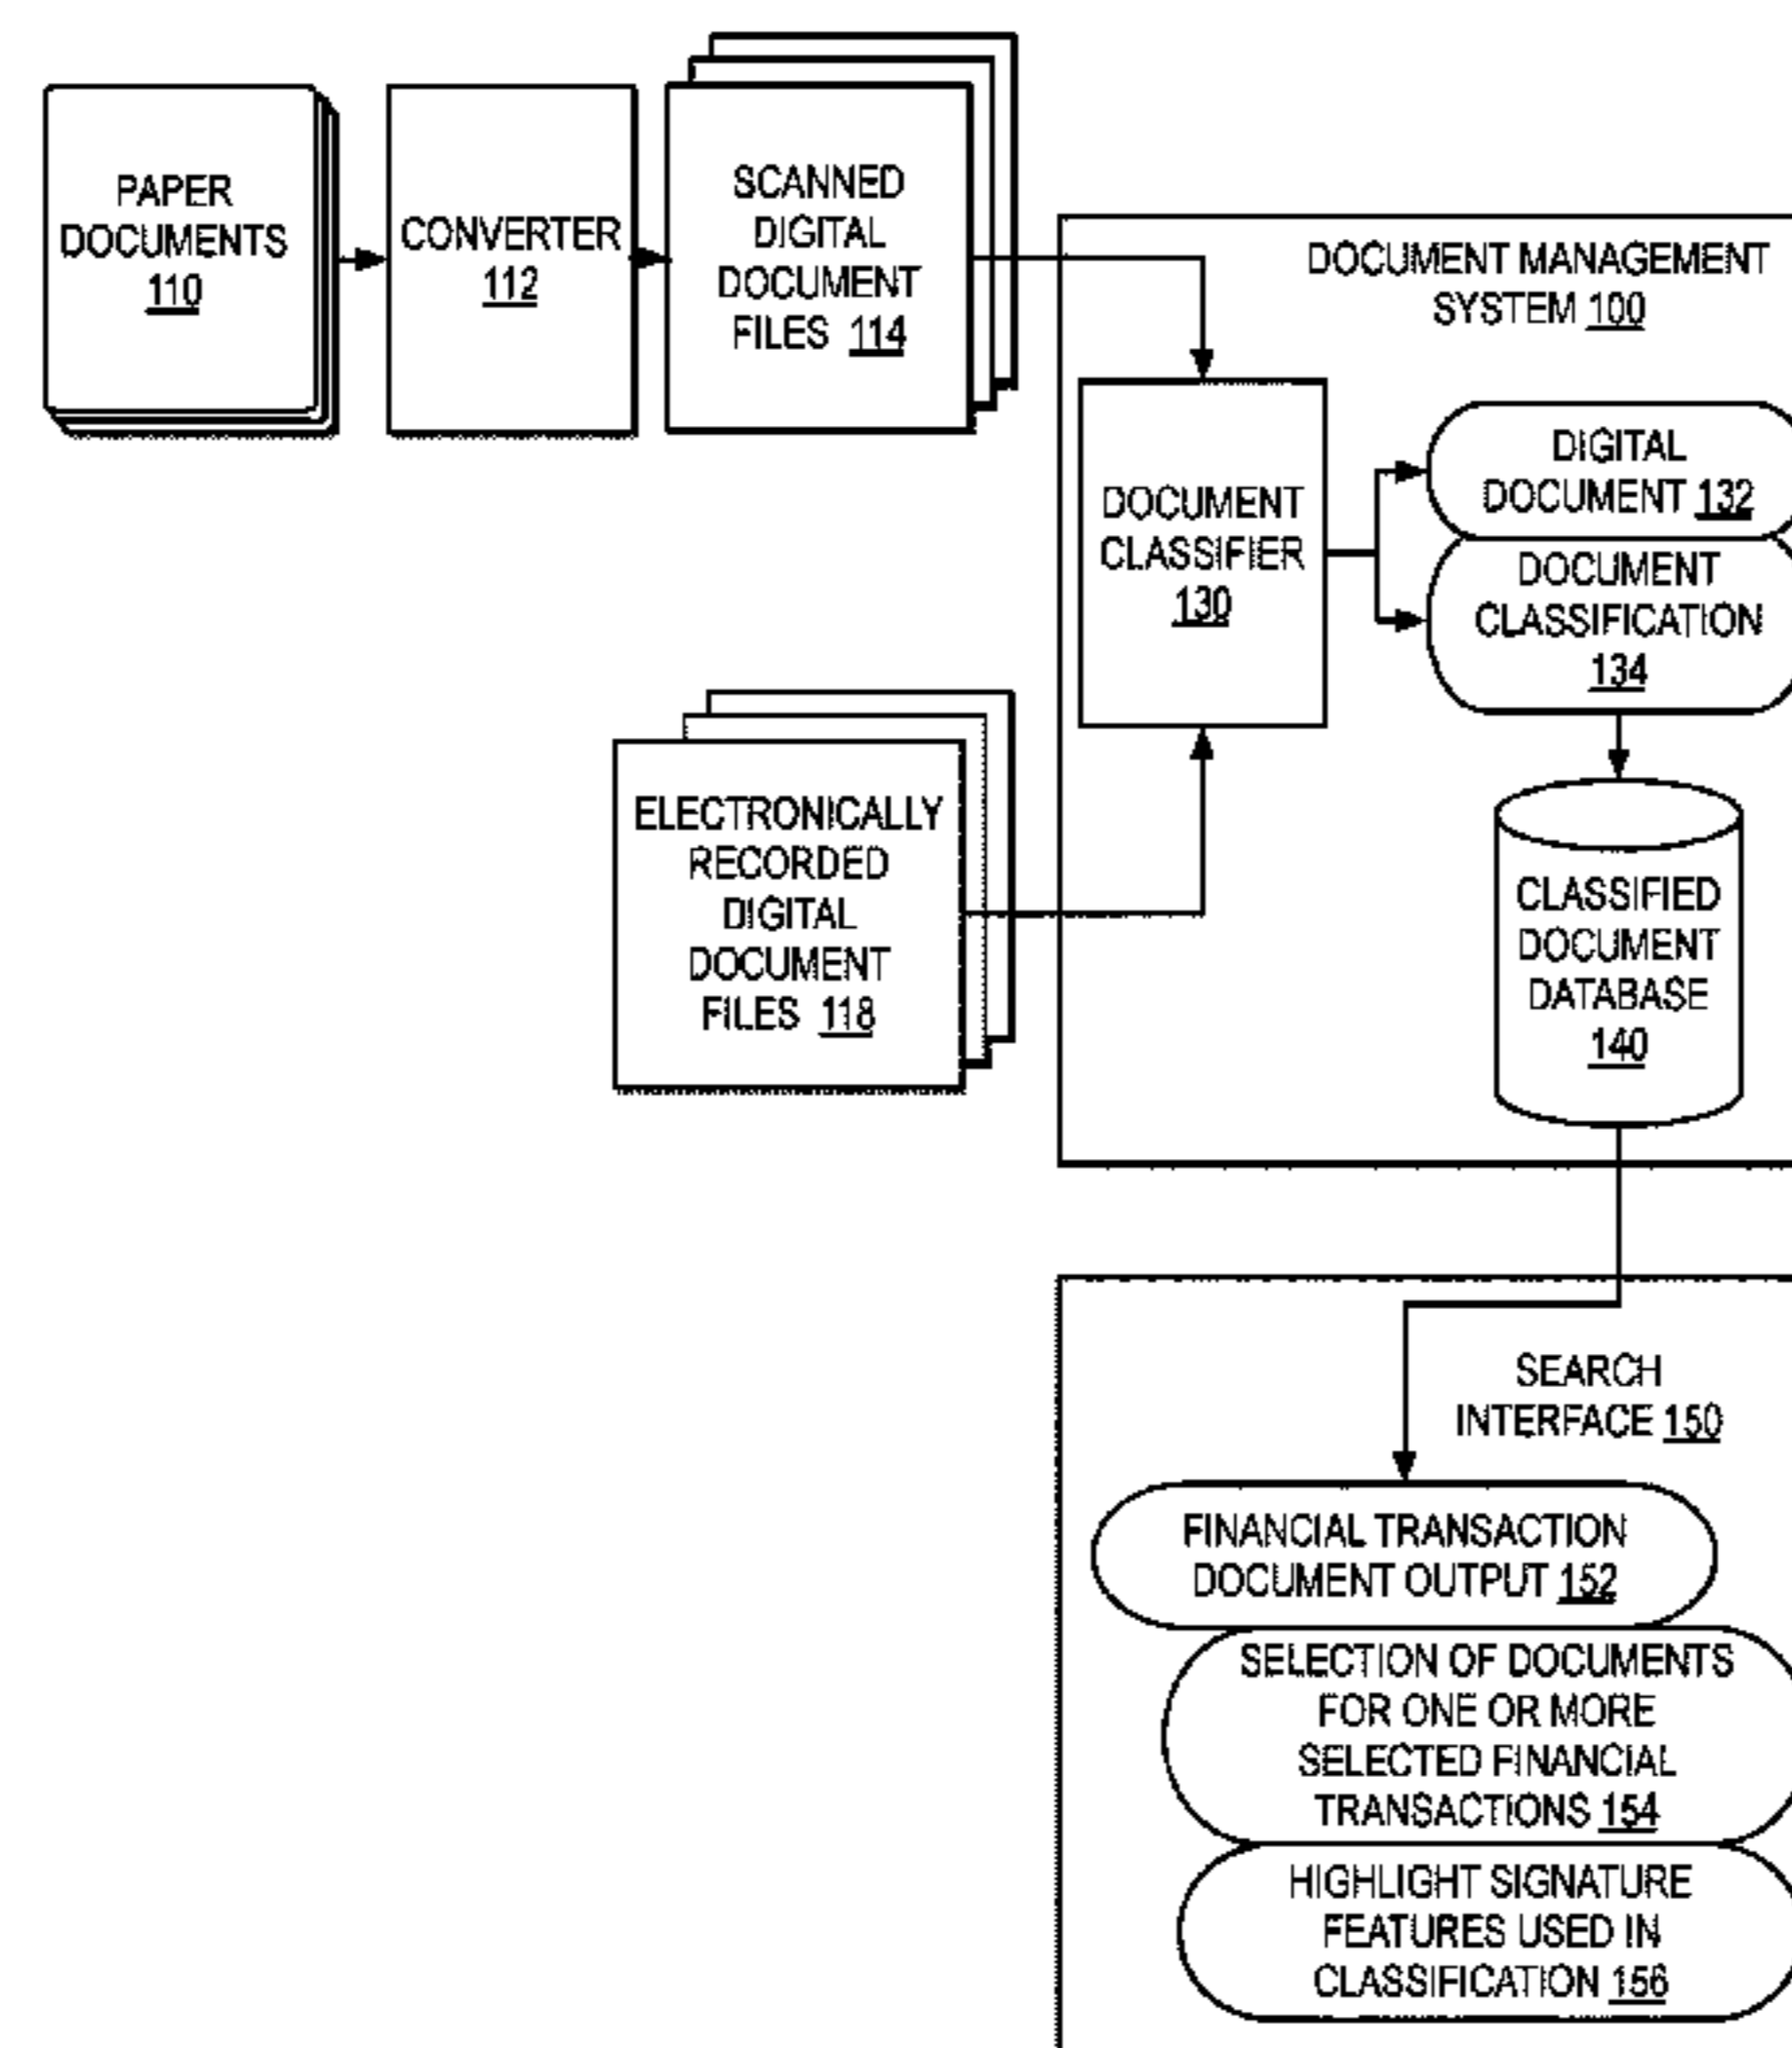 PAPER
DOCUMENTS
110
CONVERTER
112
SCANNED
DIGITAL
DOCUMENT
FILES 114
DOCUMENT MANAGEMENT
SYSTEM 100
DOCUMENT
CLASSIFIER
130
DIGITAL
DOCUMENT 132
DOCUMENT
CLASSIFICATION
134
ELECTRONICALLY
RECORDED
DIGITAL
DOCUMENT
FILES 118
CLASSIFIED
DOCUMENT
DATABASE
140
SEARCH
INTERFACE 150
FINANCIAL TRANSACTION
DOCUMENT OUTPUT 152
SELECTION OF DOCUMENTS
FOR ONE OR MORE
SELECTED FINANCIAL
TRANSACTIONS 154
HIGHLIGHT SIGNATURE
FEATURES USED IN
CLASSIFICATION 156